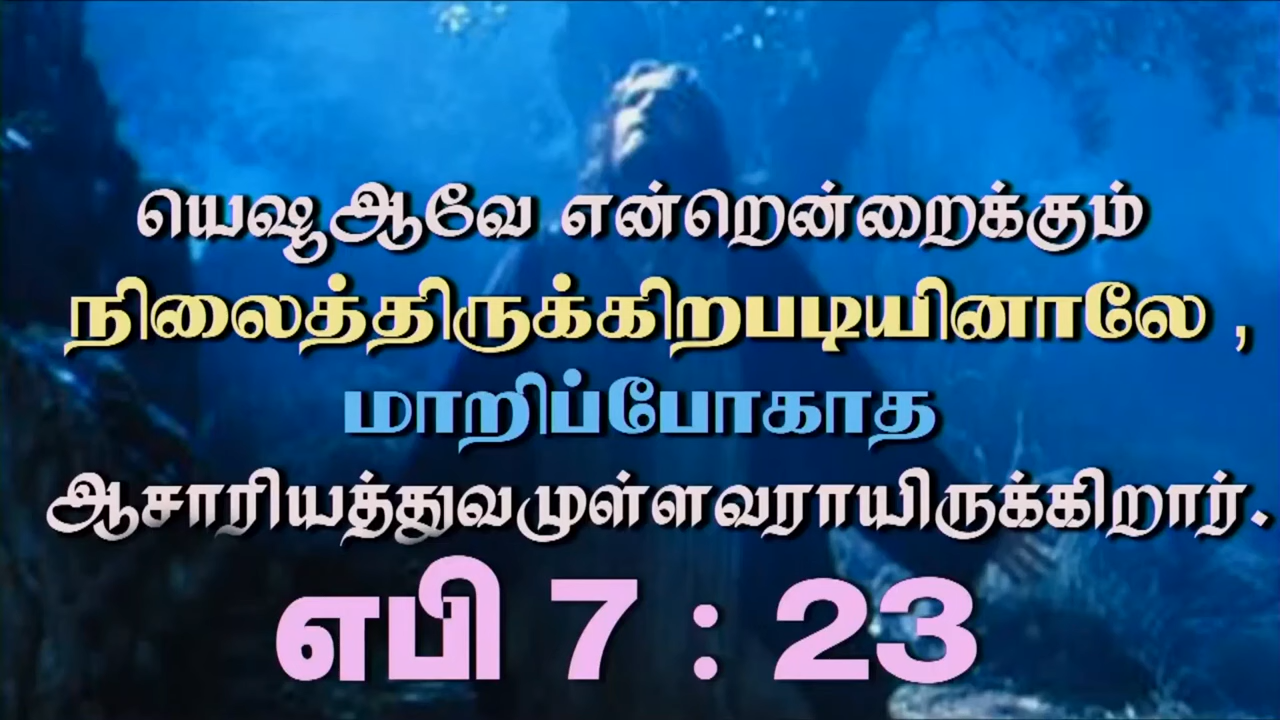 யெஷூஆவே என்றென்றைக்கும்
நிலைத்திருக்கிறபடியினாலே ,
மாறிப்போகாத
ஆசாரியத்துவமுள்ளவராயிருக்கிறார்.
எபி 7 : 23